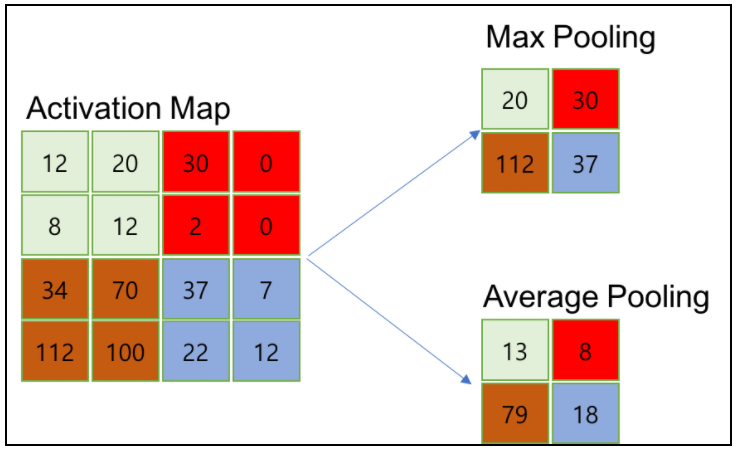 Activation Map
12 20 30 0
8 12 2 0
34 70 37 7
112 100 22 12
Max Pooling
20 30
112 37
Average Pooling
13 8
79 18